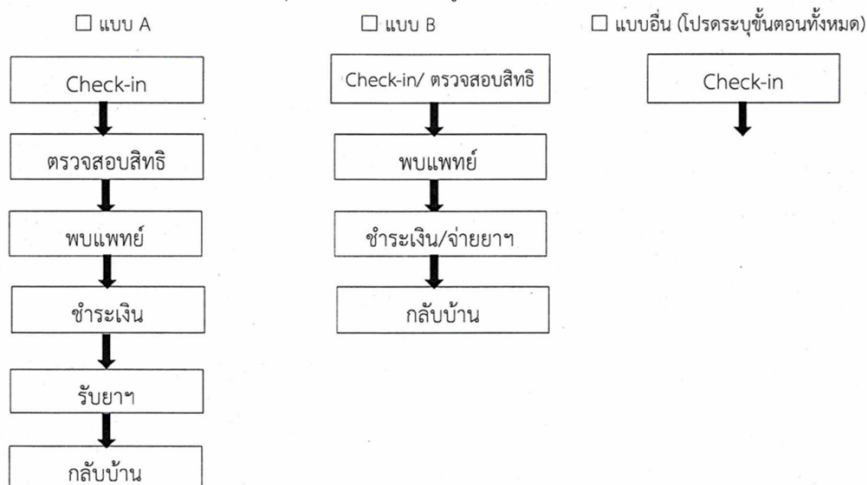 ☐ แบบ A
☐ แบบ B
☐ แบบอื่น (โปรดระบุขั้นตอนทั้งหมด)
Check-in
ตรวจสอบสิทธิ
พบแพทย์
ชำระเงิน
รับยาฯ
กลับบ้าน
Check-in/ ตรวจสอบสิทธิ
พบแพทย์
ชำระเงิน/จ่ายยาฯ
กลับบ้าน
Check-in